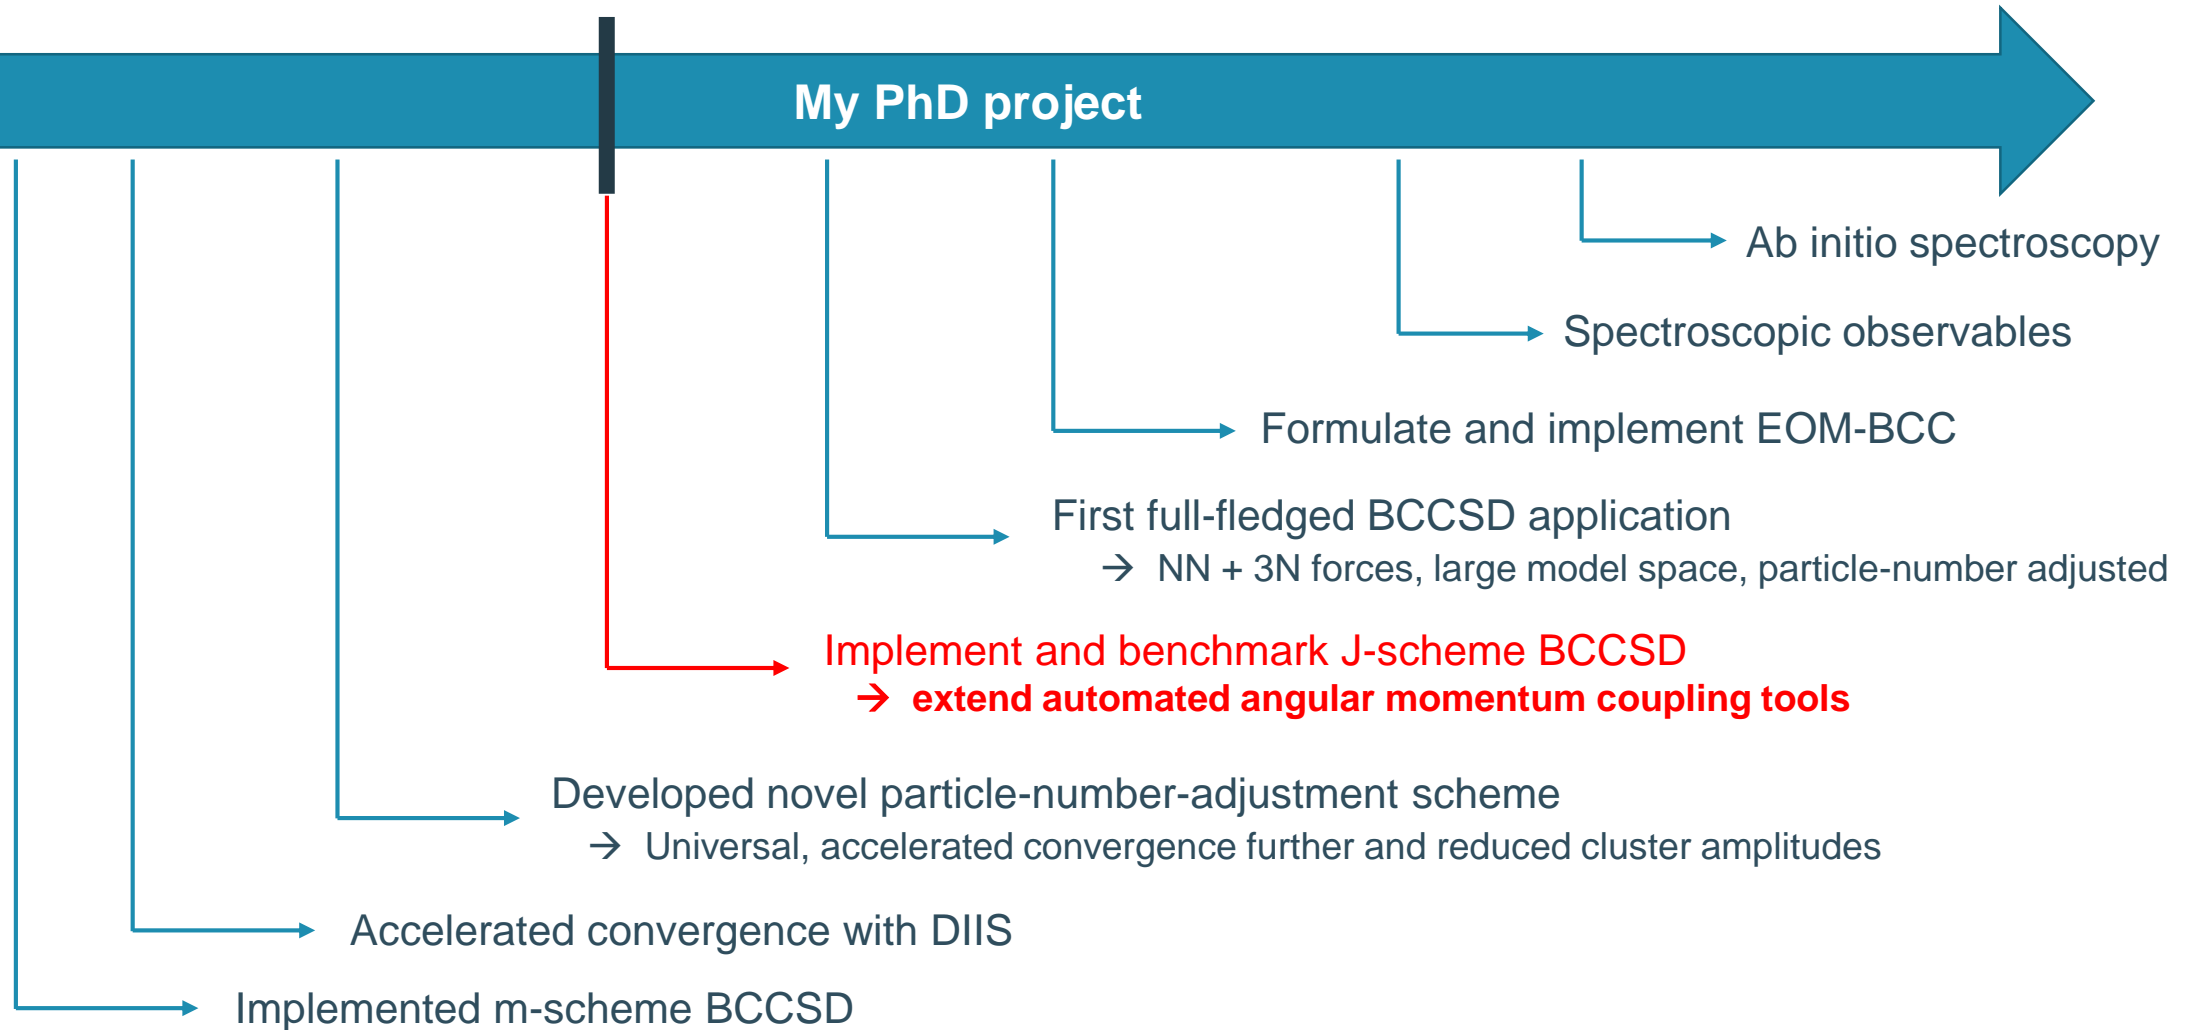 My PhD project
Ab initio spectroscopy
Spectroscopic observables
Formulate and implement EOM-BCC
First full-fledged BCCSD application
→ NN + 3N forces, large model space, particle-number adjusted
Implement and benchmark J-scheme BCCSD
→ extend automated angular momentum coupling tools
Developed novel particle-number-adjustment scheme
→ Universal, accelerated convergence further and reduced cluster amplitudes
Accelerated convergence with DIIS
Implemented m-scheme BCCSD